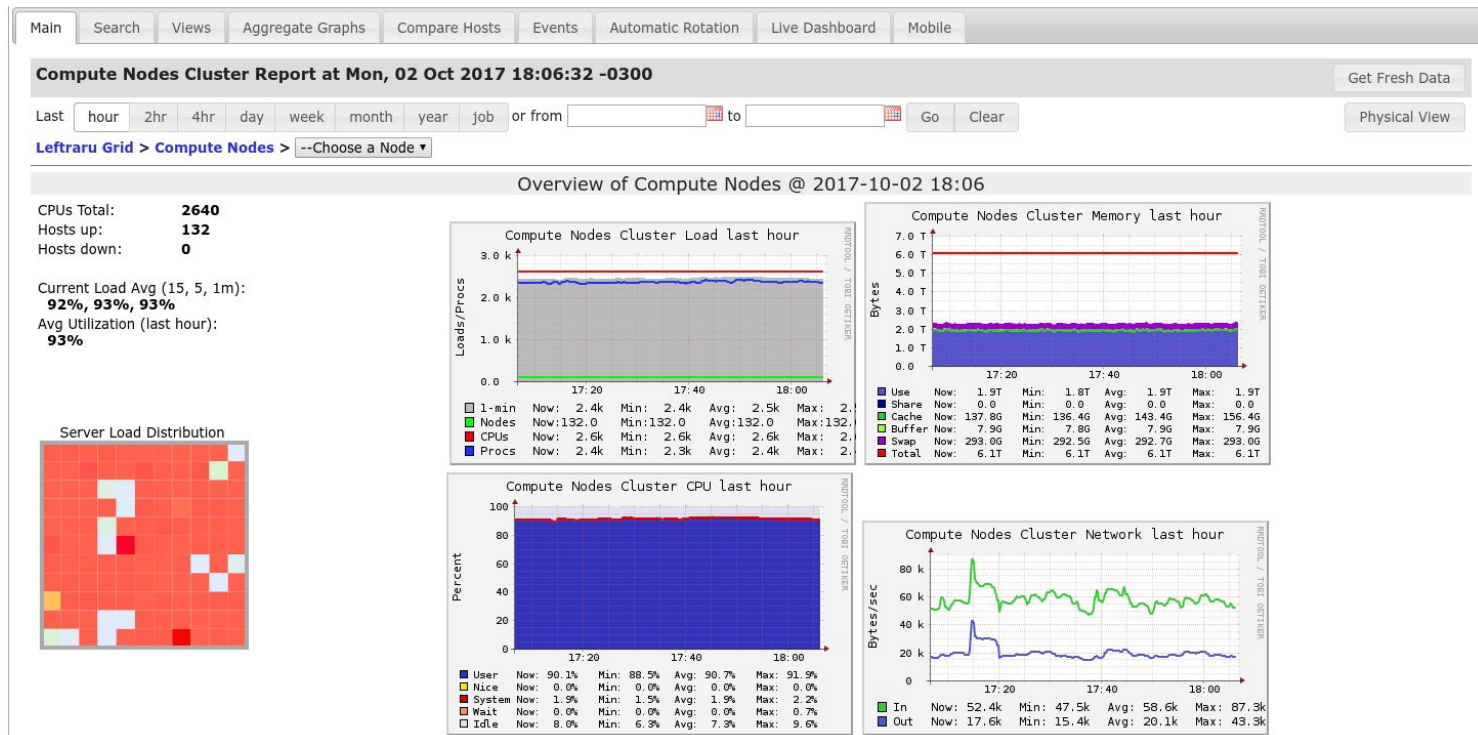 Main Search Views Aggregate Graphs Compare Hosts Events Automatic Rotation Live Dashboard Mobile
Compute Nodes Cluster Report at Mon, 02 Oct 2017 18:06:32 -0300
Get Fresh Data
Last hour 2hr 4hr day week month year job or from to Go Clear
Physical View
Leftraru Grid > Compute Nodes > --Choose a Node
Overview of Compute Nodes @ 2017-10-02 18:06
CPUs Total: 2640
Hosts up: 132
Hosts down: 0
Current Load Avg (15, 5, 1m):
92%, 93%, 93%
Avg Utilization (last hour):
93%
Server Load Distribution
Compute Nodes Cluster Load last hour
RRDTOOL / TOBI OETIKER
Loads/Procs
3.0 k
2.0 k
1.0 k
0.0
17:20 17:40 18:00
1-min Now: 2.4k Min: 2.4k Avg: 2.5k Max: 2.5
Nodes Now:132.0 Min:132.0 Avg:132.0 Max:132.
CPUs Now: 2.6k Min: 2.6k Avg: 2.6k Max: 2.
Procs Now: 2.4k Min: 2.3k Avg: 2.4k Max: 2.
Compute Nodes Cluster Memory last hour
RRDTOOL / TOBI OETIKER
Bytes
7.0 T
6.0 T
5.0 T
4.0 T
3.0 T
2.0 T
1.0 T
0.0
17:20 17:40 18:00
Use Now: 1.9T Min: 1.8T Avg: 1.9T Max: 1.9T
Share Now: 0.0 Min: 0.0 Avg: 0.0 Max: 0.0
Cache Now: 137.8G Min: 136.4G Avg: 143.4G Max: 156.4G
Buffer Now: 7.9G Min: 7.8G Avg: 7.9G Max: 7.9G
Swap Now: 293.0G Min: 292.5G Avg: 292.7G Max: 293.0G
Total Now: 6.1T Min: 6.1T Avg: 6.1T Max: 6.1T
Compute Nodes Cluster CPU last hour
RRDTOOL / TOBI OETIKER
Percent
100
80
60
40
20
0
17:20 17:40 18:00
User Now: 90.1% Min: 88.5% Avg: 90.7% Max: 91.9%
Nice Now: 0.0% Min: 0.0% Avg: 0.0% Max: 0.0%
System Now: 1.9% Min: 1.5% Avg: 1.9% Max: 2.2%
Wait Now: 0.0% Min: 0.0% Avg: 0.0% Max: 0.7%
Idle Now: 8.0% Min: 6.3% Avg: 7.3% Max: 9.6%
Compute Nodes Cluster Network last hour
RRDTOOL / TOBI OETIKER
Bytes/sec
80 k
60 k
40 k
20 k
0
17:20 17:40 18:00
In Now: 52.4k Min: 47.5k Avg: 58.6k Max: 87.3k
Out Now: 17.6k Min: 15.4k Avg: 20.1k Max: 43.3k